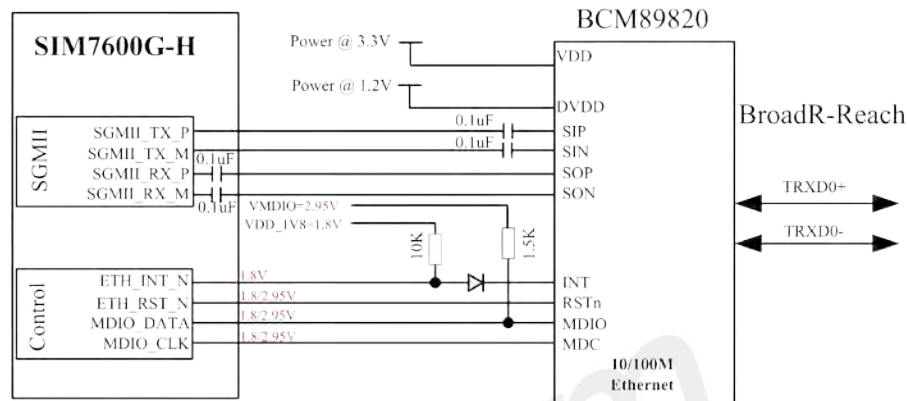 BCM89820
SIM7600G-H
Power @ 3.3V
VDD
Power @ 1.2V
DVDD
BroadR-Reach
SGMII
SGMII_TX_P
0.1uF
SIP
SGMII_TX_M
0.1uF
SIN
SGMII_RX_P
0.1uF
SOP
SGMII_RX_M
0.1uF
SON
TRXD0+
VMDIO=2.95V
VDD_1V8=1.8V
10K
1.5K
TRXD0-
Control
ETH_INT_N
1.8V
INT
ETH_RST_N
1.8/2.95V
RSTn
MDIO_DATA
1.8/2.95V
MDIO
MDIO_CLK
1.8/2.95V
MDC
10/100M
Ethernet